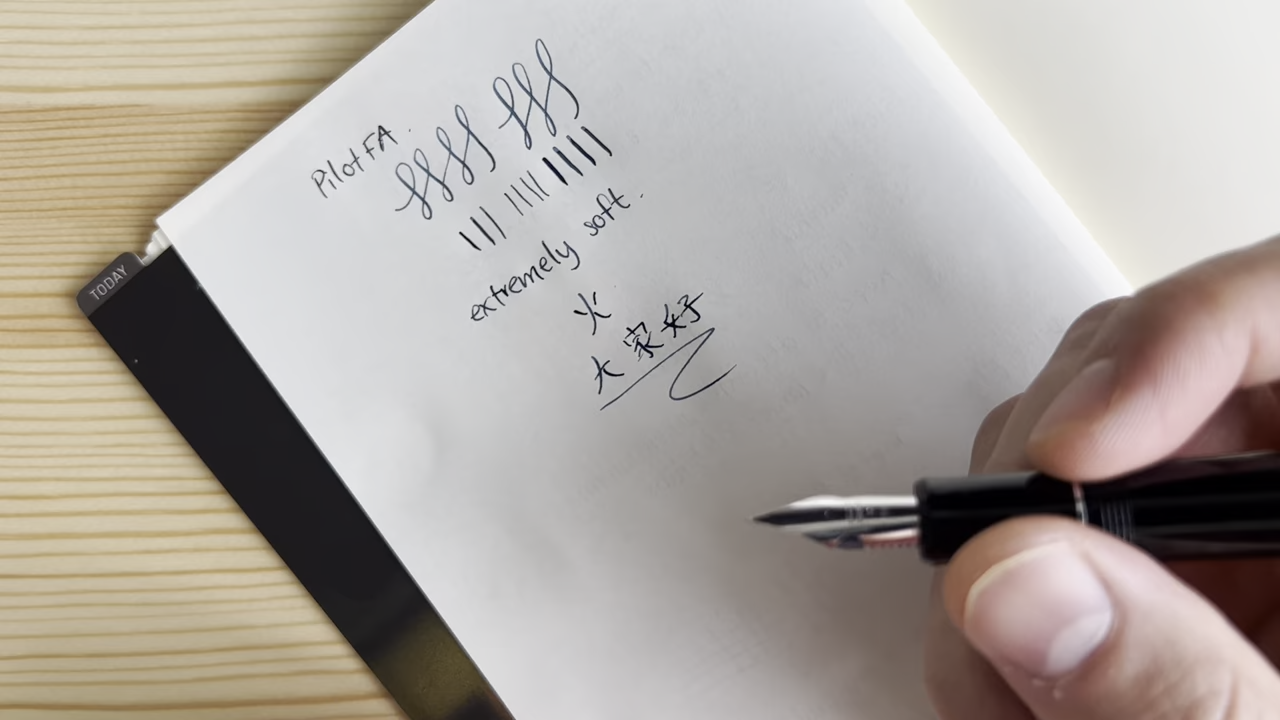 TODAY
Pilot FA.
extremely soft.
火
大家好